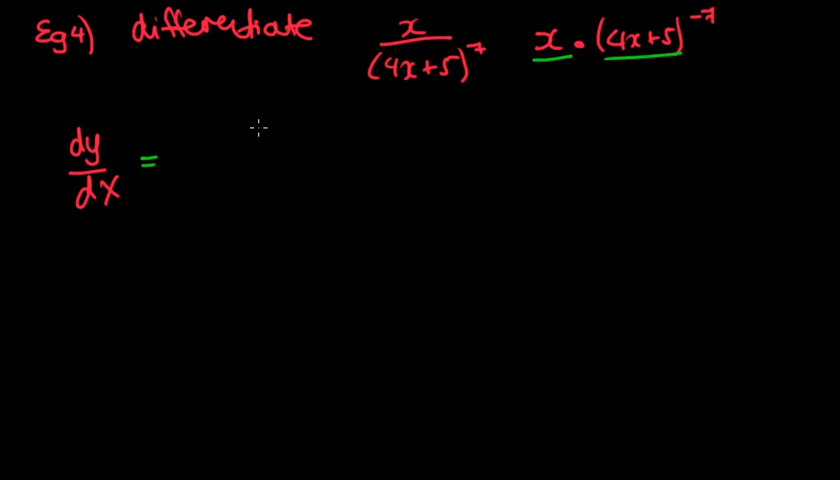 Eg4) differentiate x/(4x+5)^7 x • (4x+5)^-7
dy/dx =